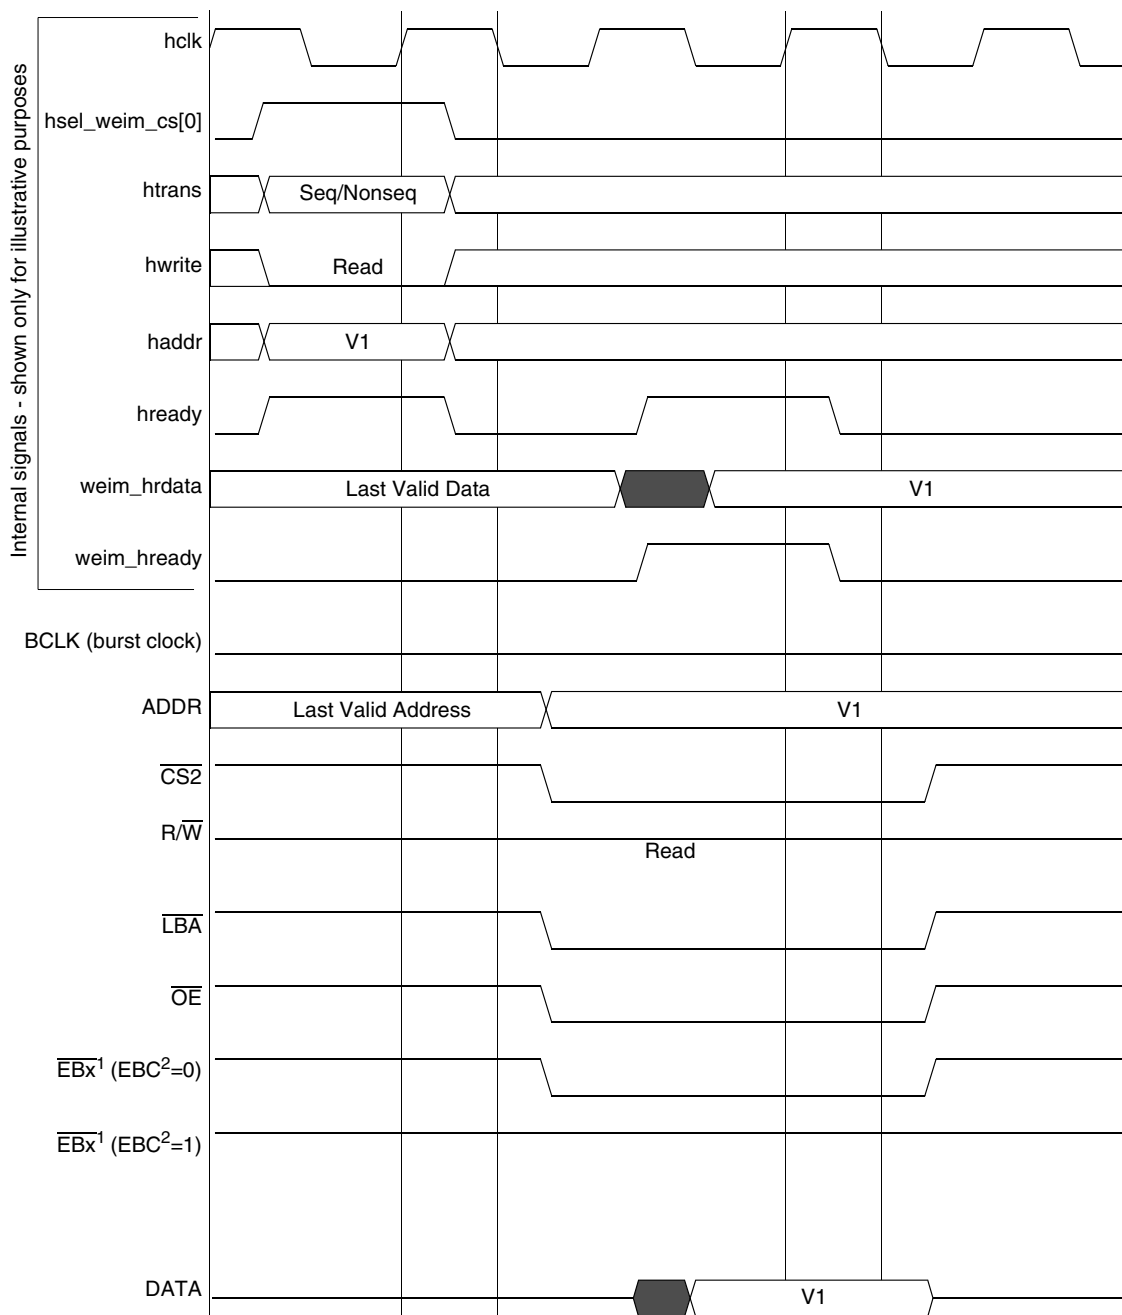 Internal signals - shown only for illustrative purposes
hclk
hsel_weim_cs[0]
htrans
Seq/Nonseq
hwrite
Read
haddr
V1
hready
weim_hrdata
Last Valid Data
V1
weim_hready
BCLK (burst clock)
ADDR
Last Valid Address
V1
CS2
R/W
Read
LBA
OE
EBx1 (EBC2=0)
EBx1 (EBC2=1)
DATA
V1